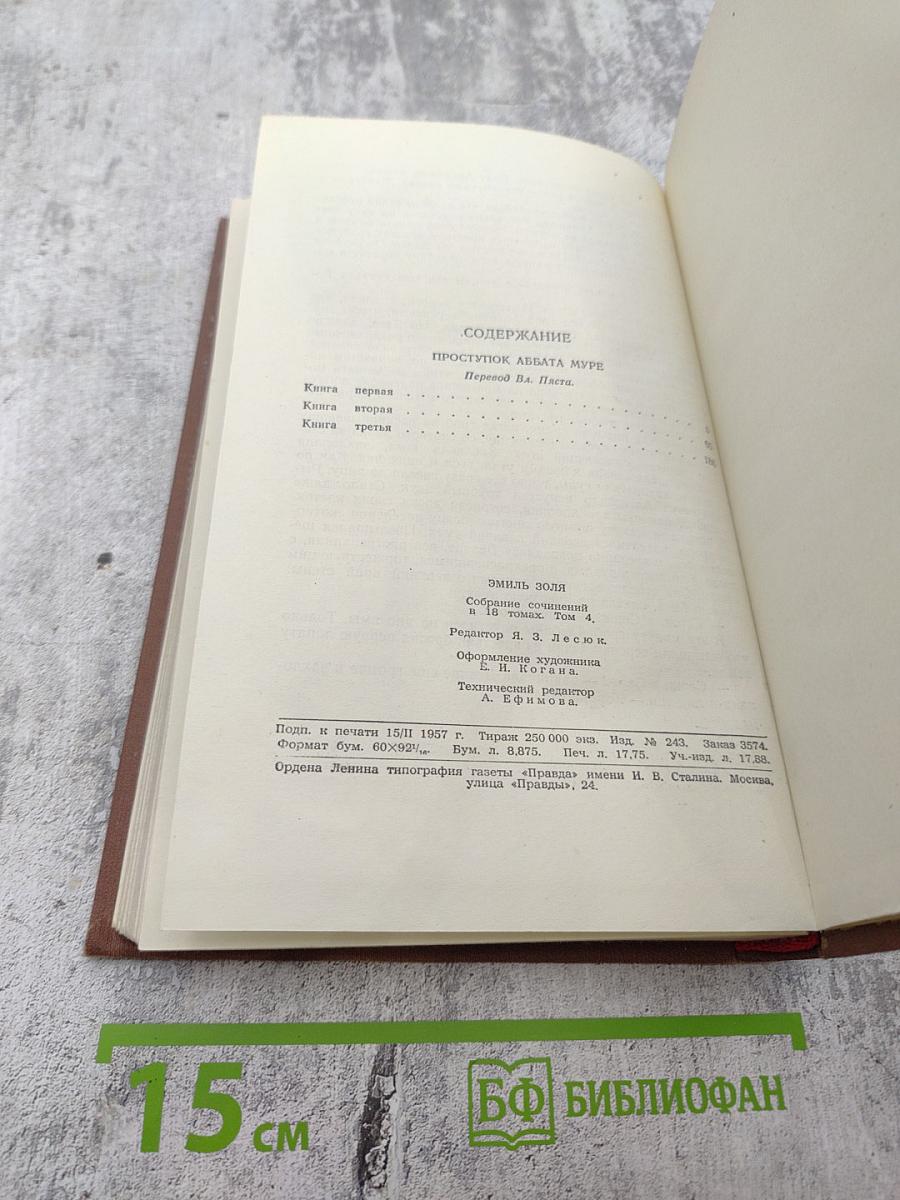 СОДЕРЖАНИЕ
ПРОСТУПОК АББАТА МУРЕ
Перевод Вл. Пяста.
Книга первая . . . . . . . . . . . . . . . . . .
Книга вторая . . . . . . . . . . . . . . . . . .
Книга третья . . . . . . . . . . . . . . . . . .
ЭМИЛЬ ЗОЛЯ
Собрание сочинений
в 18 томах. Том 4.
Редактор Я. З. Лесюк.
Оформление художника
Е. И. Когана.
Технический редактор
А. Ефимова.
Подп. к печати 15/II 1957 г. Тираж 250 000 экз. Изд. № 243. Заказ 3574.
Формат бум. 60×92¹/₁₆. Бум. л. 8,875. Печ. л. 17,75. Уч.-изд. л. 17,88.
Ордена Ленина типография газеты «Правда» имени И. В. Сталина. Москва,
улица «Правды», 24.
15 см
БФ БИБЛИОФАН